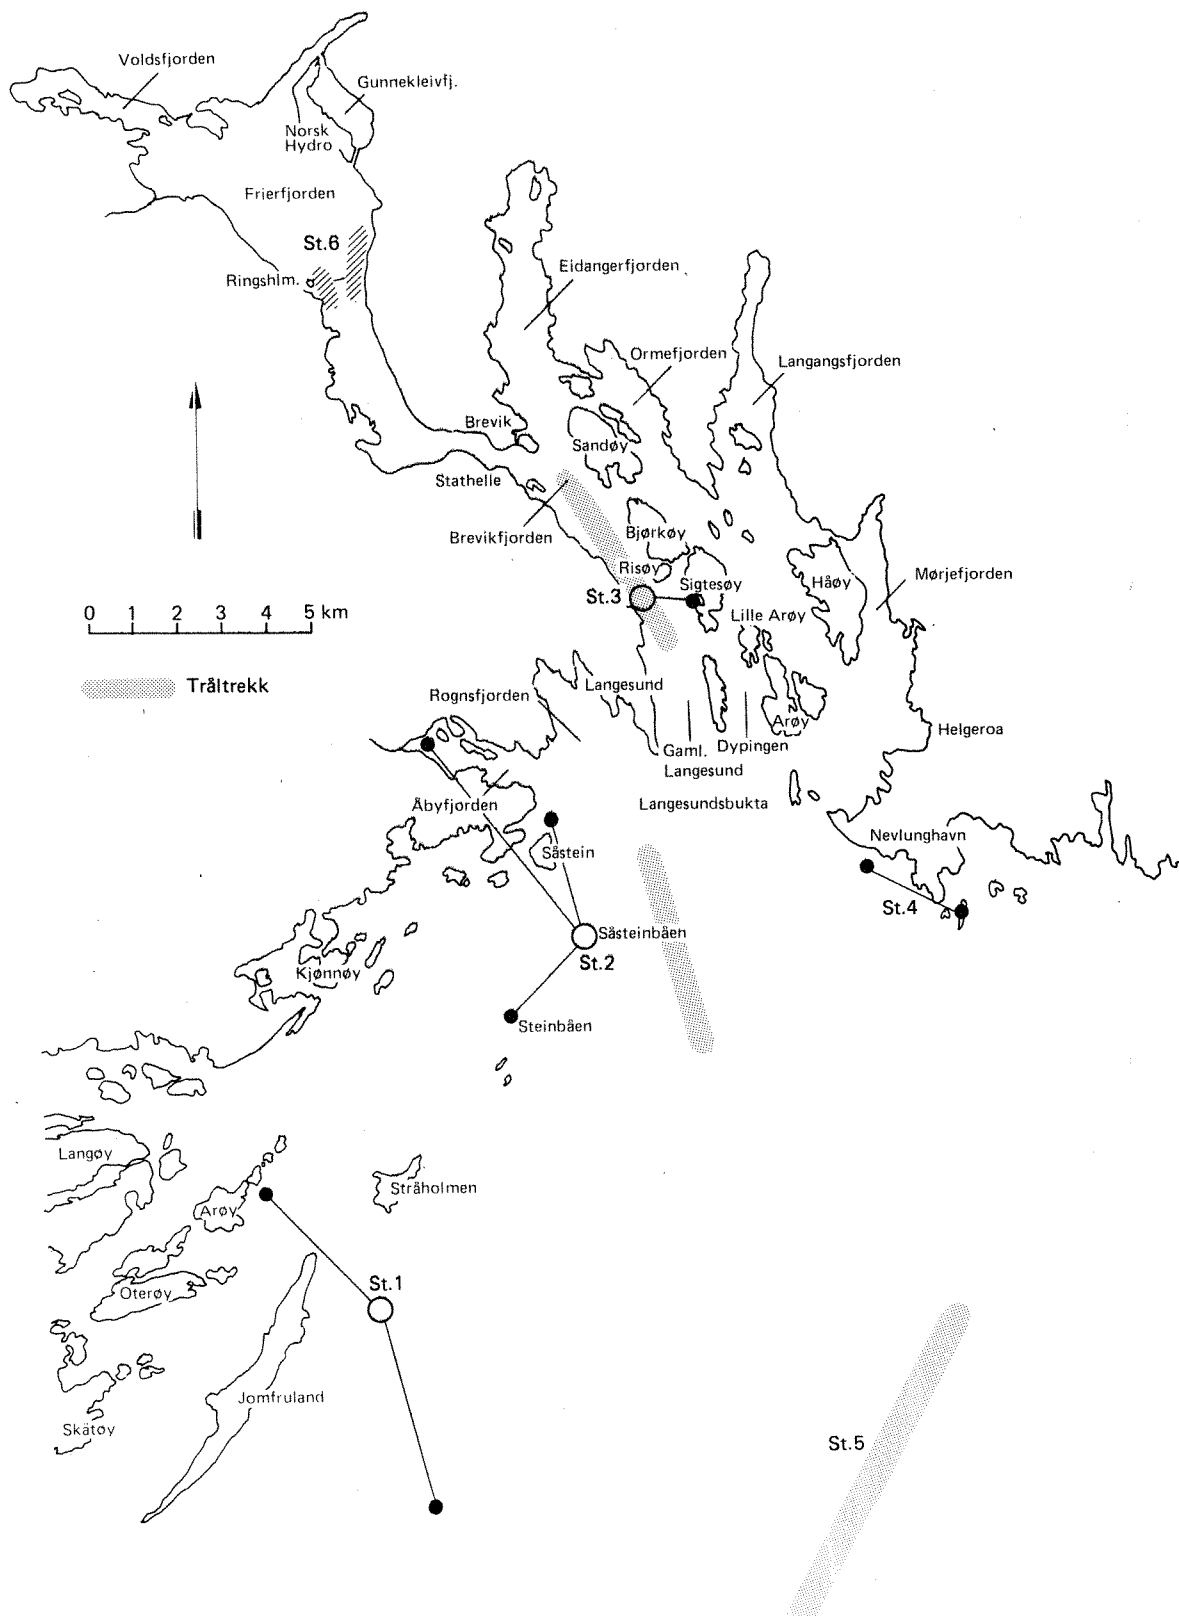 Voldsfjorden
Gunnekleivfj.
Norsk
Hydro
Frierfjorden
St.6
Ringshlm.
Eidangerfjorden
Ormefjorden
Langangsfjorden
Brevik
Sandøy
Stathelle
Brevikfjorden
Bjørkøy
Risøy
Sigtesøy
Håøy
Mørjefjorden
St.3
Lille Arøy
0 1 2 3 4 5 km
Tråltrekk
Langesund
Rognsfjorden
Arøy
Helgeroa
Gaml.
Langesund
Dypingen
Åbyfjorden
Langesundsbukta
Nevlunghavn
Såstein
St.4
Såsteinbåen
St.2
Kjønnøy
Steinbåen
Langøy
Stråholmen
Arøy
St.1
Oterøy
Jomfruland
Skåtøy
St.5